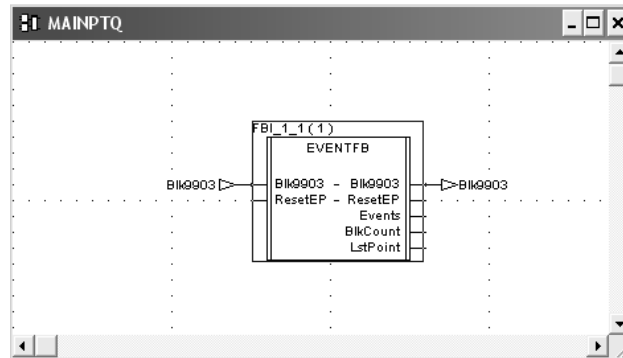 MAINPTQ
FBI_1_1(1)
EVENTFB
Blk9903 Blk9903 - Blk9903 Blk9903
ResetEP - ResetEP
Events
BlkCount
LstPoint